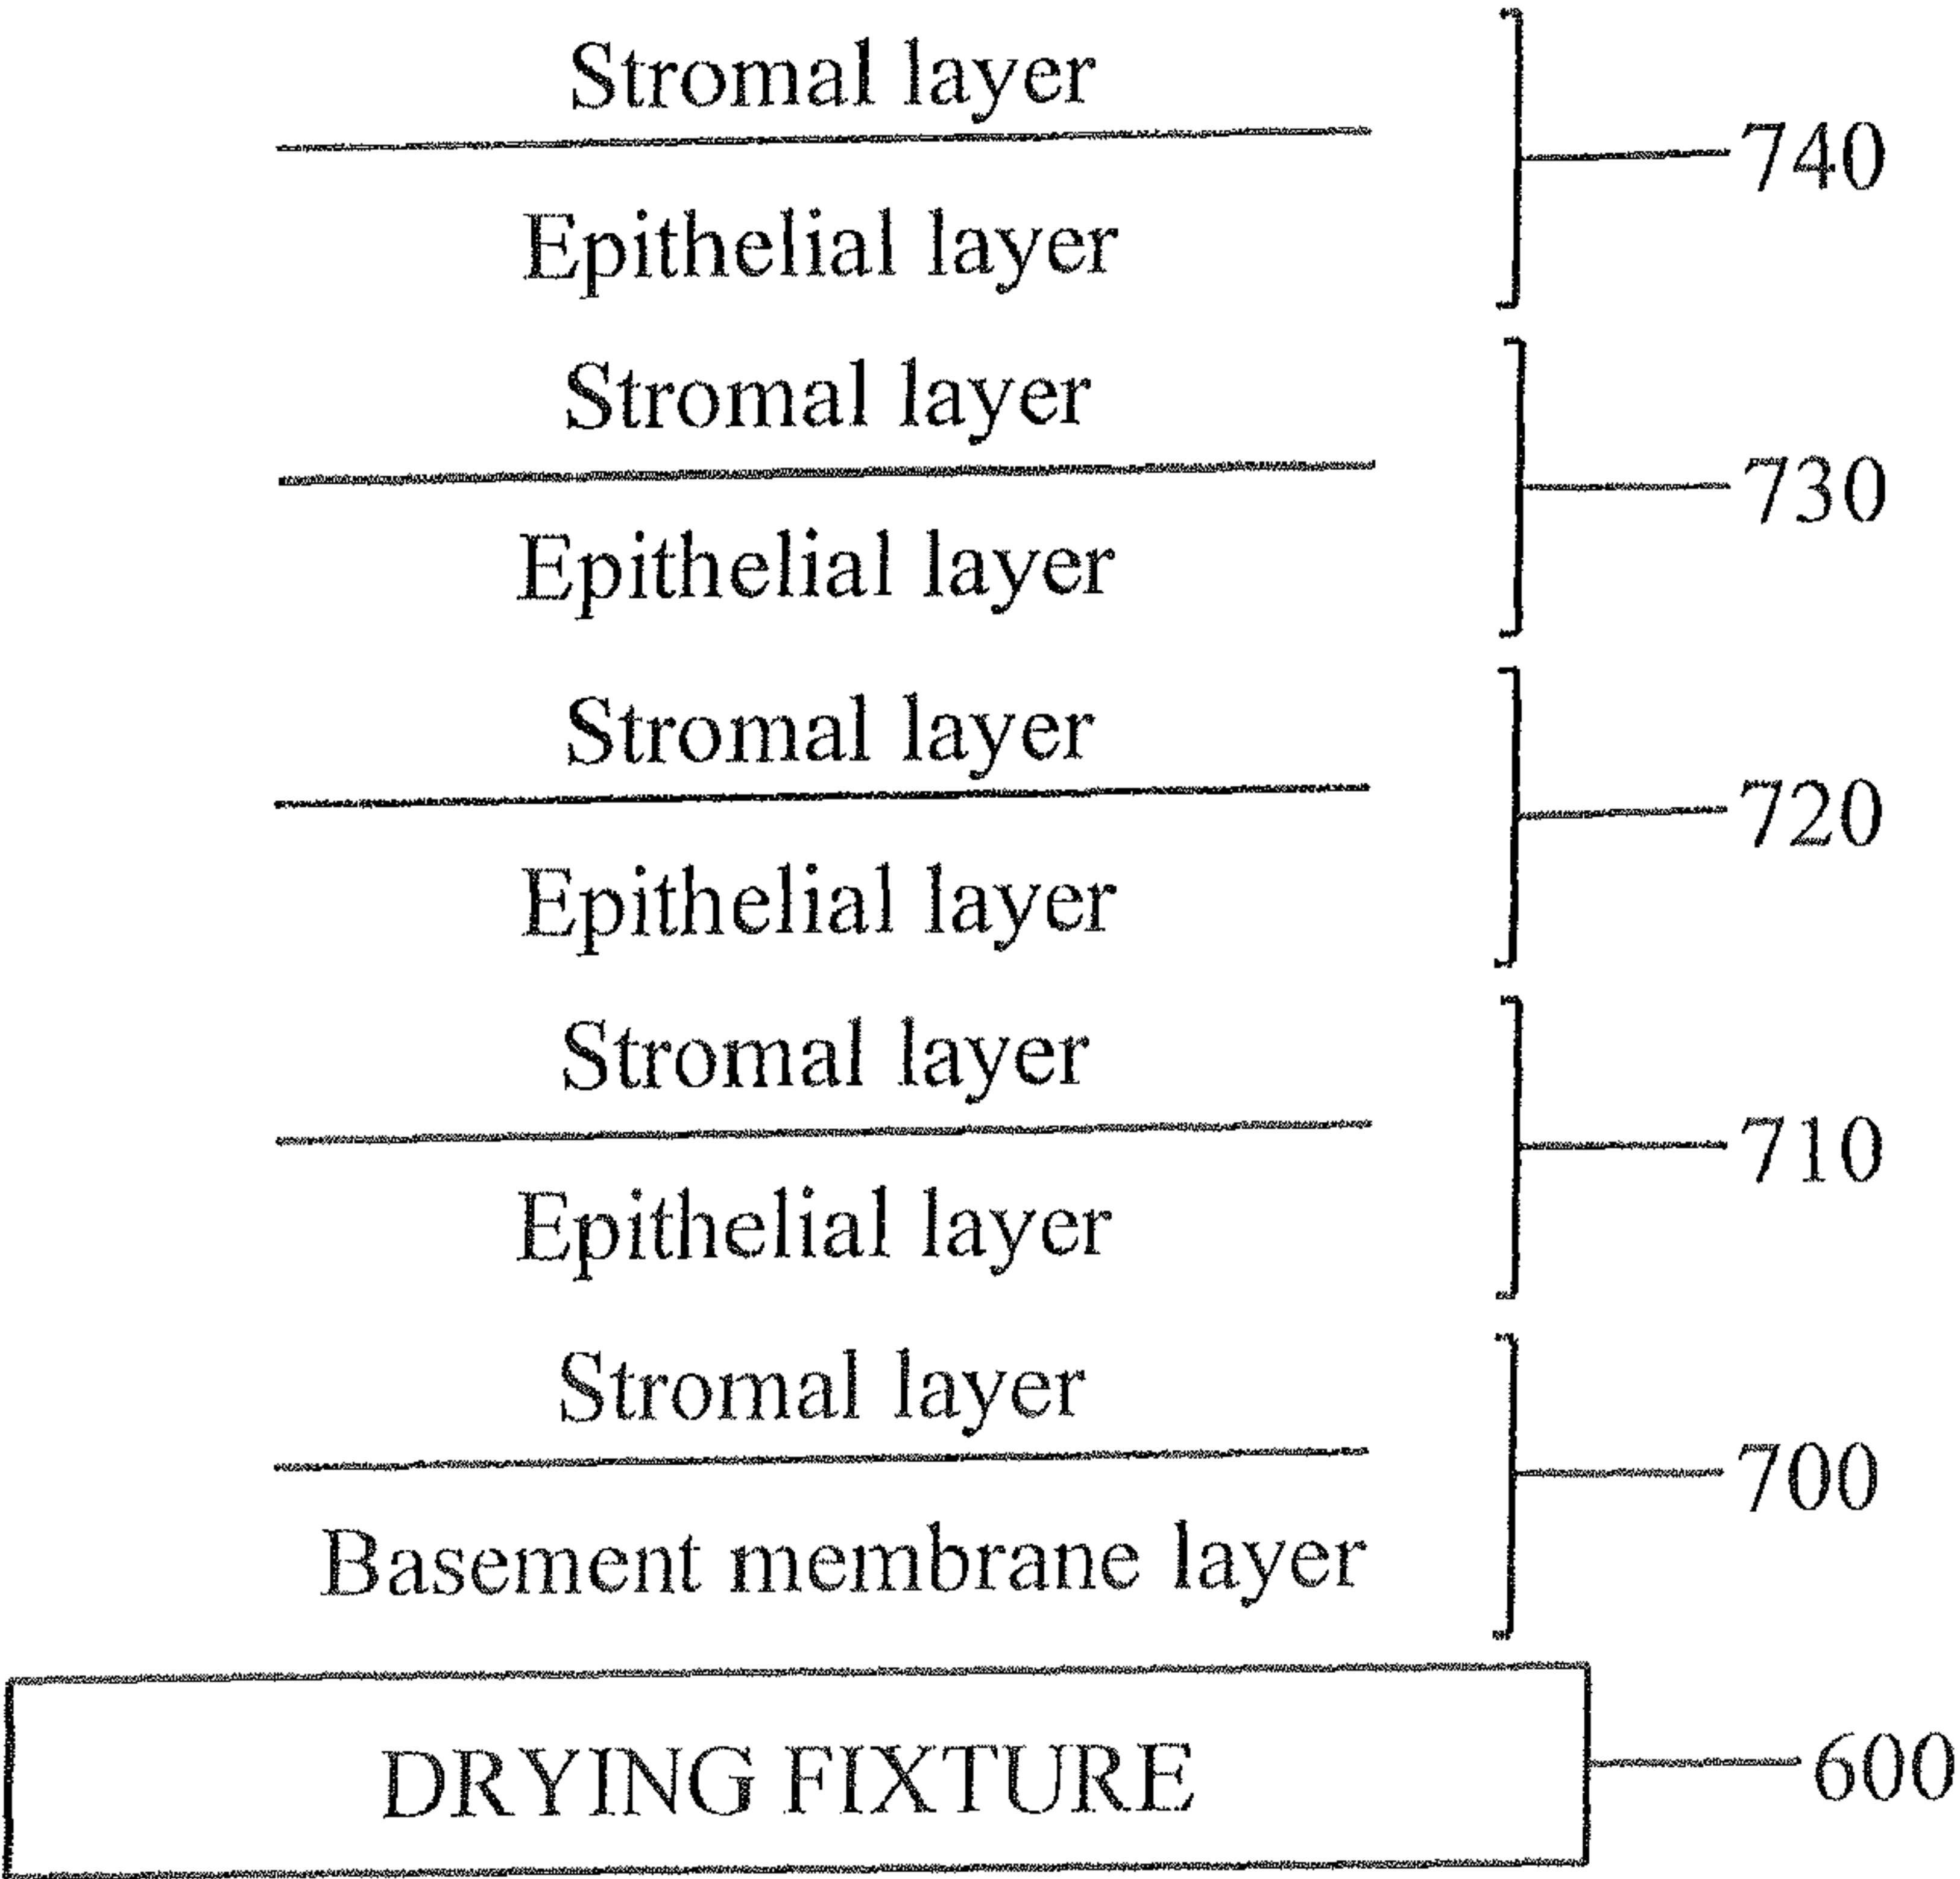 Stromal layer
740
Epithelial layer
Stromal layer
730
Epithelial layer
Stromal layer
720
Epithelial layer
Stromal layer
710
Epithelial layer
Stromal layer
700
Basement membrane layer
DRYING FIXTURE
600